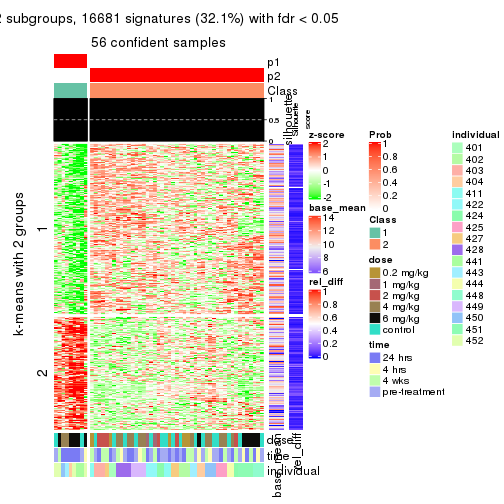 2 subgroups, 16681 signatures (32.1%) with fdr < 0.05
56 confident samples
p1
p2
Class
1
0.5
0
silhouette
Silhouette
score
k-means with 2 groups
1
2
dose
time
individual
base_mean
rel_diff
z-score
2
1
0
-1
-2
base_mean
14
12
10
8
6
rel_diff
1
0.8
0.6
0.4
0.2
0
Prob
1
0.8
0.6
0.4
0.2
0
Class
1
2
dose
0.2 mg/kg
1 mg/kg
2 mg/kg
4 mg/kg
6 mg/kg
control
time
24 hrs
4 hrs
4 wks
pre-treatment
individual
401
402
403
404
411
422
424
425
427
428
441
443
444
448
449
450
451
452